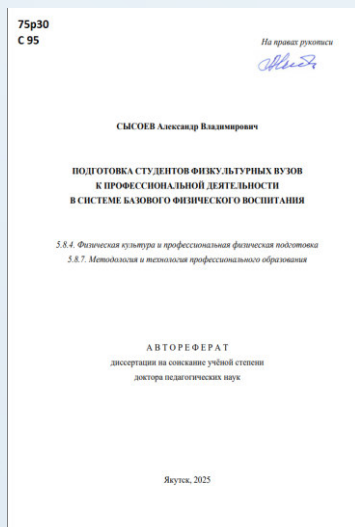 75р30
С 95
На правах рукописи
СЫСОЕВ Александр Владимирович
ПОДГОТОВКА СТУДЕНТОВ ФИЗКУЛЬТУРНЫХ ВУЗОВ
К ПРОФЕССИОНАЛЬНОЙ ДЕЯТЕЛЬНОСТИ
В СИСТЕМЕ БАЗОВОГО ФИЗИЧЕСКОГО ВОСПИТАНИЯ
5.8.4. Физическая культура и профессиональная физическая подготовка
5.8.7. Методология и технология профессионального образования
АВТОРЕФЕРАТ
диссертации на соискание учёной степени
доктора педагогических наук
Якутск, 2025